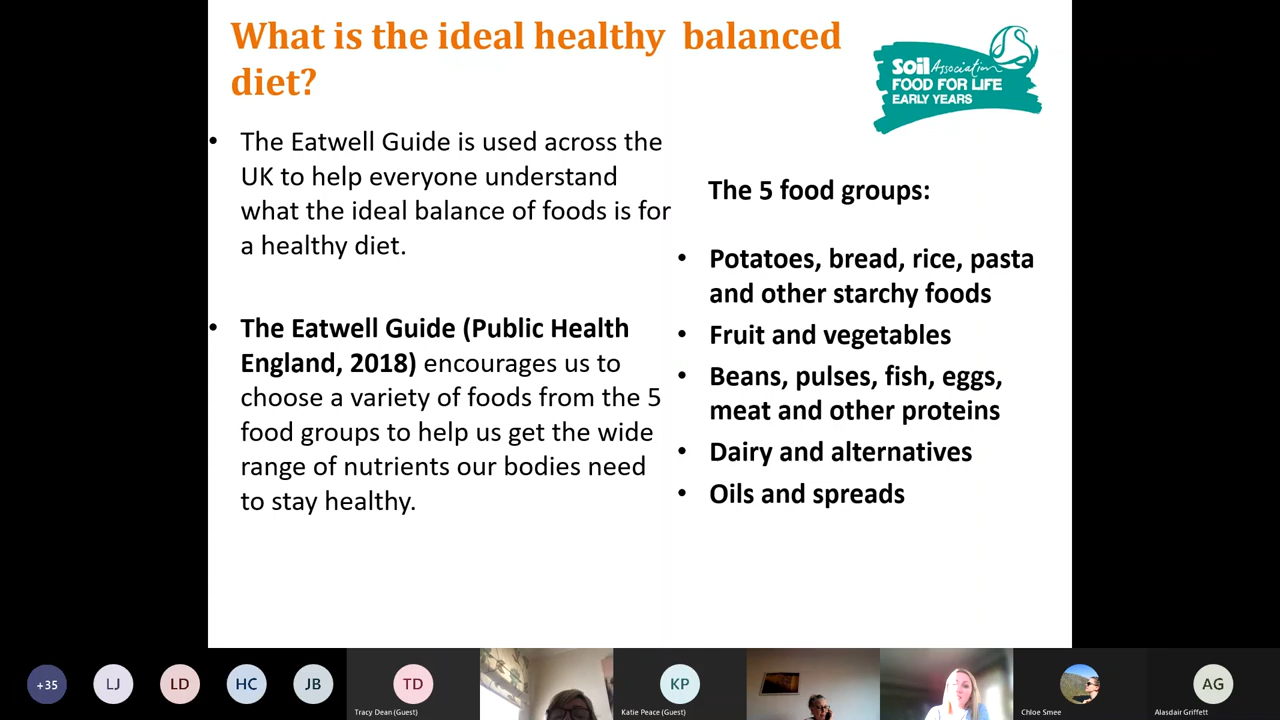 What is the ideal healthy balanced
diet?
Soil Association
FOOD FOR LIFE
EARLY YEARS
• The Eatwell Guide is used across the
UK to help everyone understand
what the ideal balance of foods is for
a healthy diet.
• The Eatwell Guide (Public Health
England, 2018) encourages us to
choose a variety of foods from the 5
food groups to help us get the wide
range of nutrients our bodies need
to stay healthy.
The 5 food groups:
• Potatoes, bread, rice, pasta
and other starchy foods
• Fruit and vegetables
• Beans, pulses, fish, eggs,
meat and other proteins
• Dairy and alternatives
• Oils and spreads
+35
LJ
LD
HC
JB
TD
Tracy Dean (Guest)
KP
Katie Peace (Guest)
Chloe Smee
AG
Alasdair Griffett